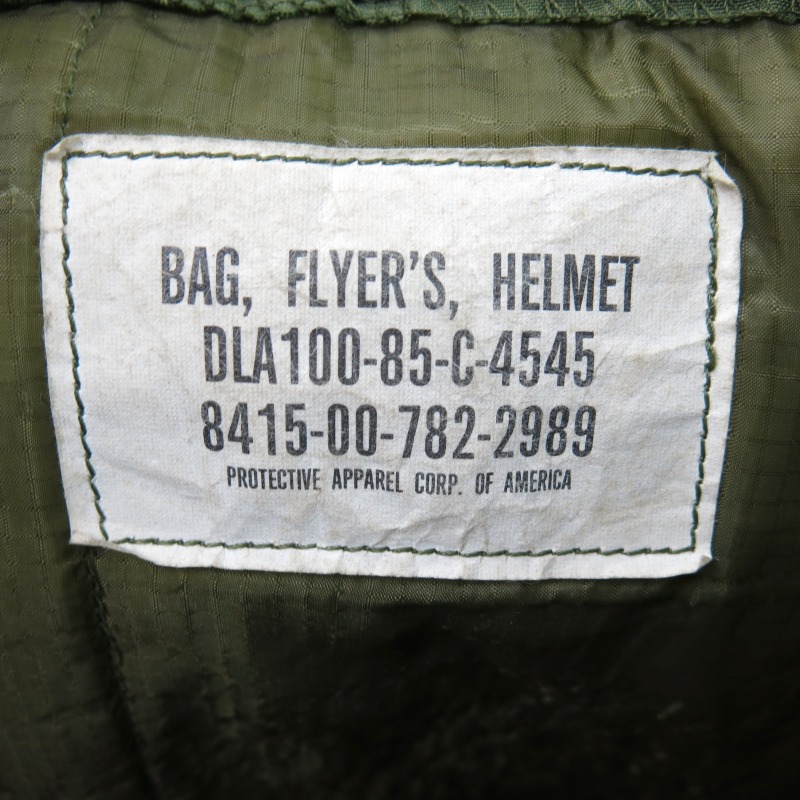 BAG, FLYER'S, HELMET
DLA100-85-C-4545
8415-00-782-2989
PROTECTIVE APPAREL CORP. OF AMERICA